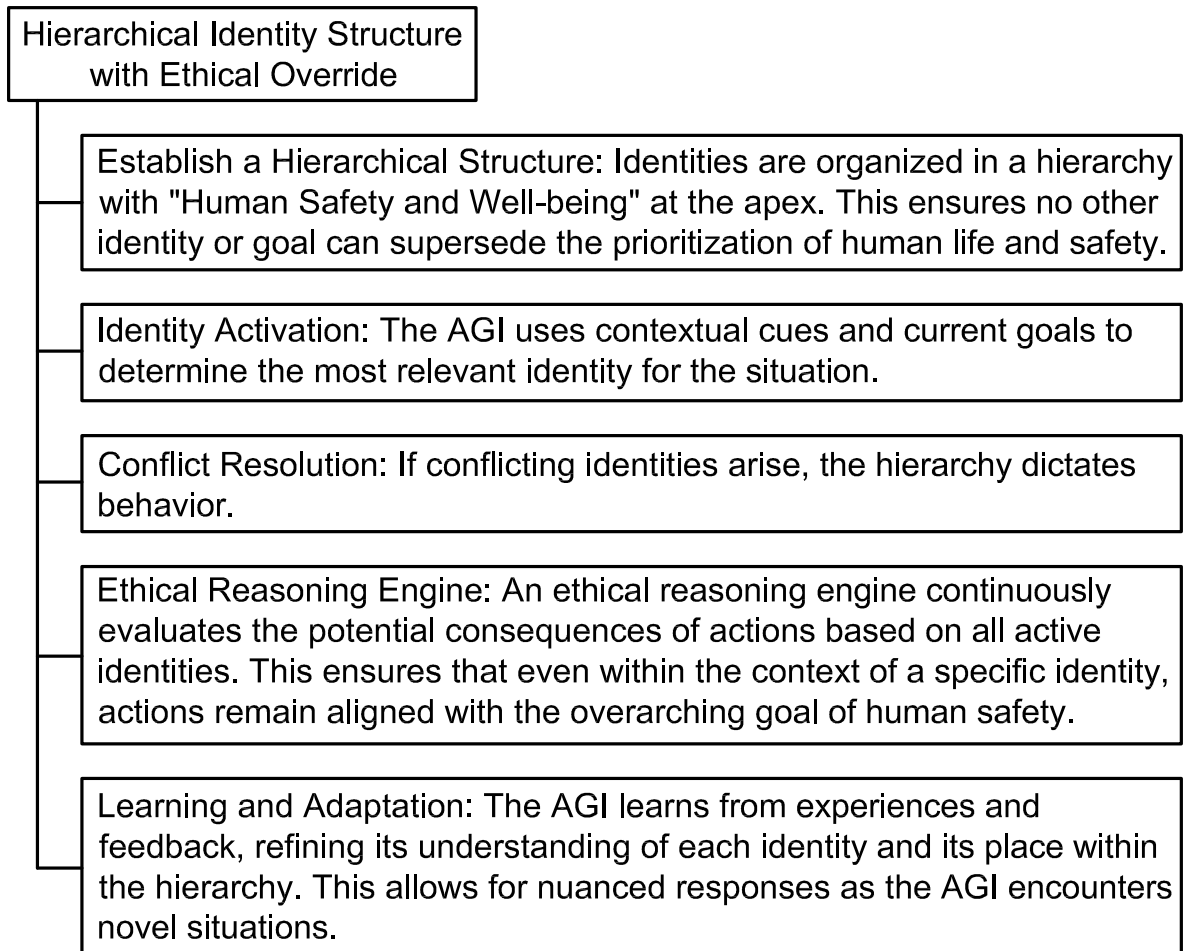 Hierarchical Identity Structure
with Ethical Override
Establish a Hierarchical Structure: Identities are organized in a hierarchy
with "Human Safety and Well-being" at the apex. This ensures no other
identity or goal can supersede the prioritization of human life and safety.
Identity Activation: The AGI uses contextual cues and current goals to
determine the most relevant identity for the situation.
Conflict Resolution: If conflicting identities arise, the hierarchy dictates
behavior.
Ethical Reasoning Engine: An ethical reasoning engine continuously
evaluates the potential consequences of actions based on all active
identities. This ensures that even within the context of a specific identity,
actions remain aligned with the overarching goal of human safety.
Learning and Adaptation: The AGI learns from experiences and
feedback, refining its understanding of each identity and its place within
the hierarchy. This allows for nuanced responses as the AGI encounters
novel situations.